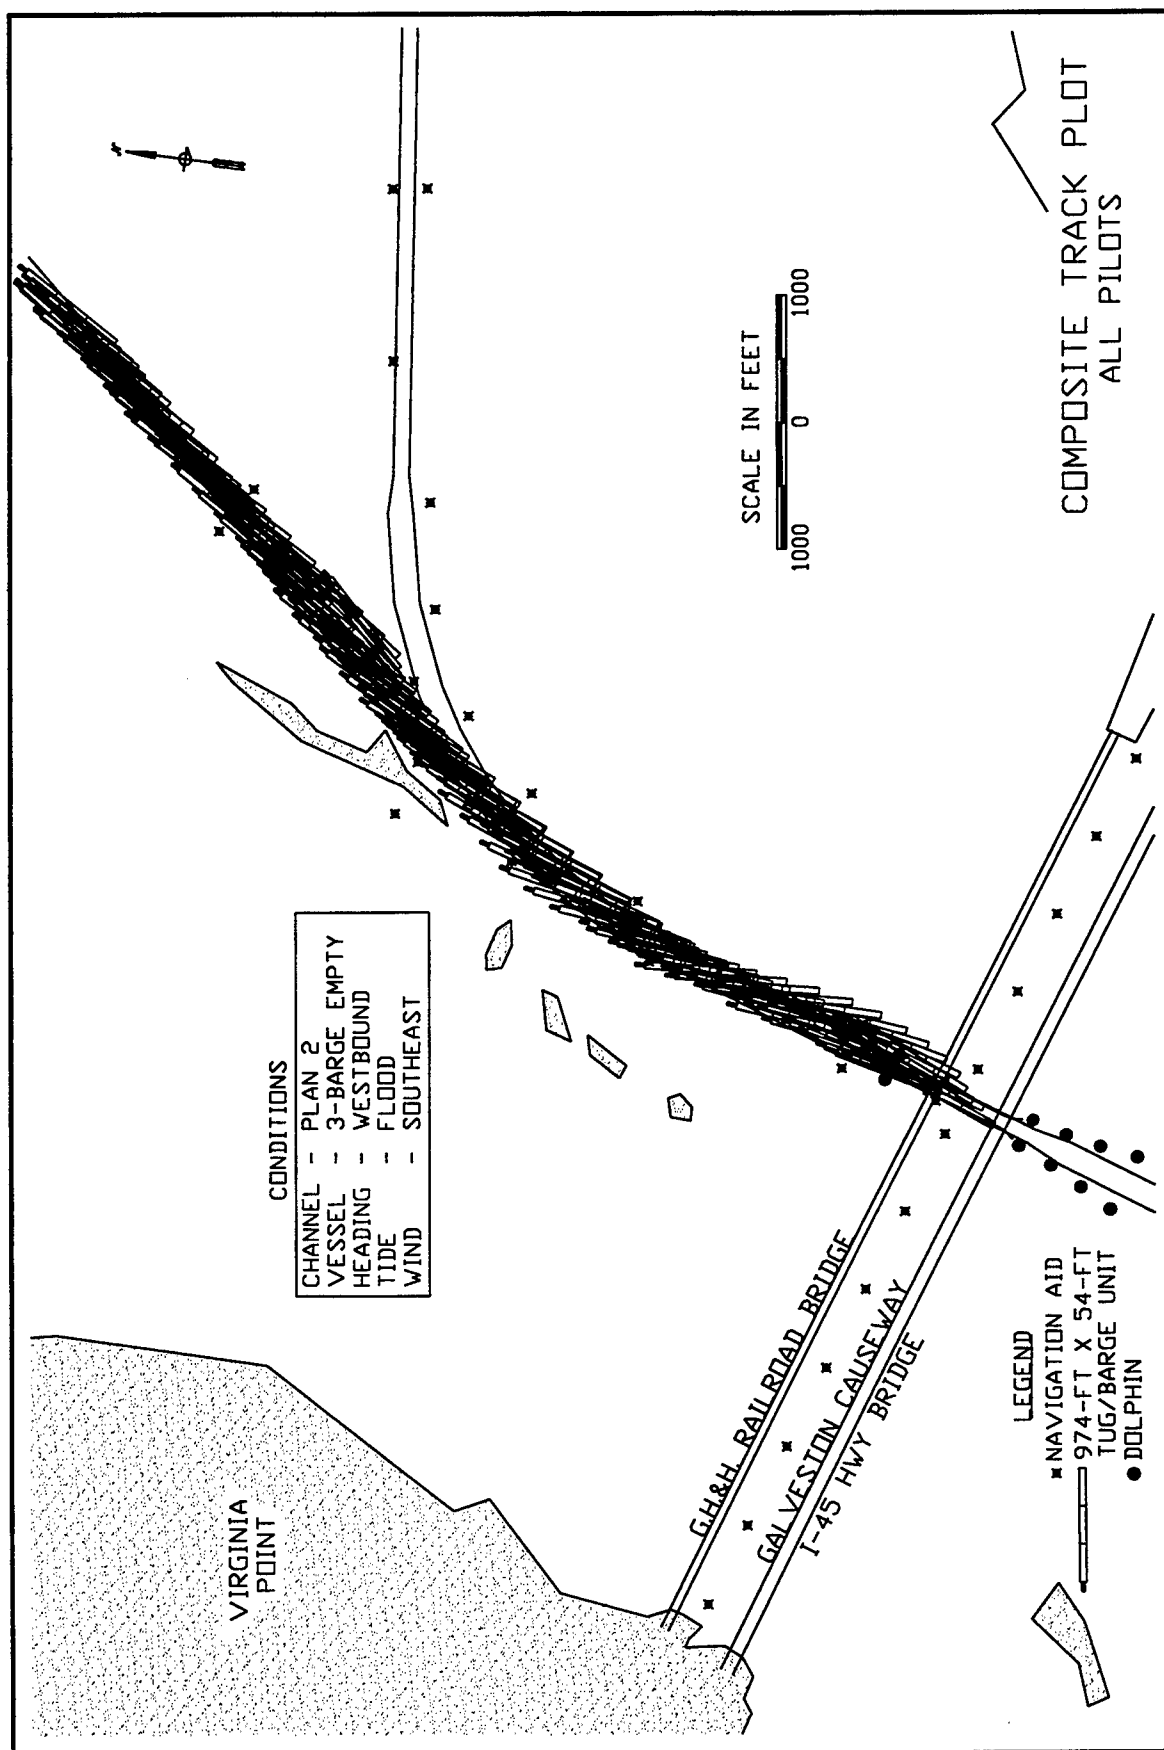 VIRGINIA
POINT
CONDITIONS
CHANNEL - PLAN 2
VESSEL - 3-BARGE EMPTY
HEADING - WESTBOUND
TIDE - FLOOD
WIND - SOUTHEAST
N
G.H.&H. RAILROAD BRIDGE
GALVESTON CAUSEWAY
I-45 HWY BRIDGE
SCALE IN FEET
1000 0 1000
LEGEND
NAVIGATION AID
974-FT X 54-FT
TUG/BARGE UNIT
DOLPHIN
COMPOSITE TRACK PLOT
ALL PILOTS